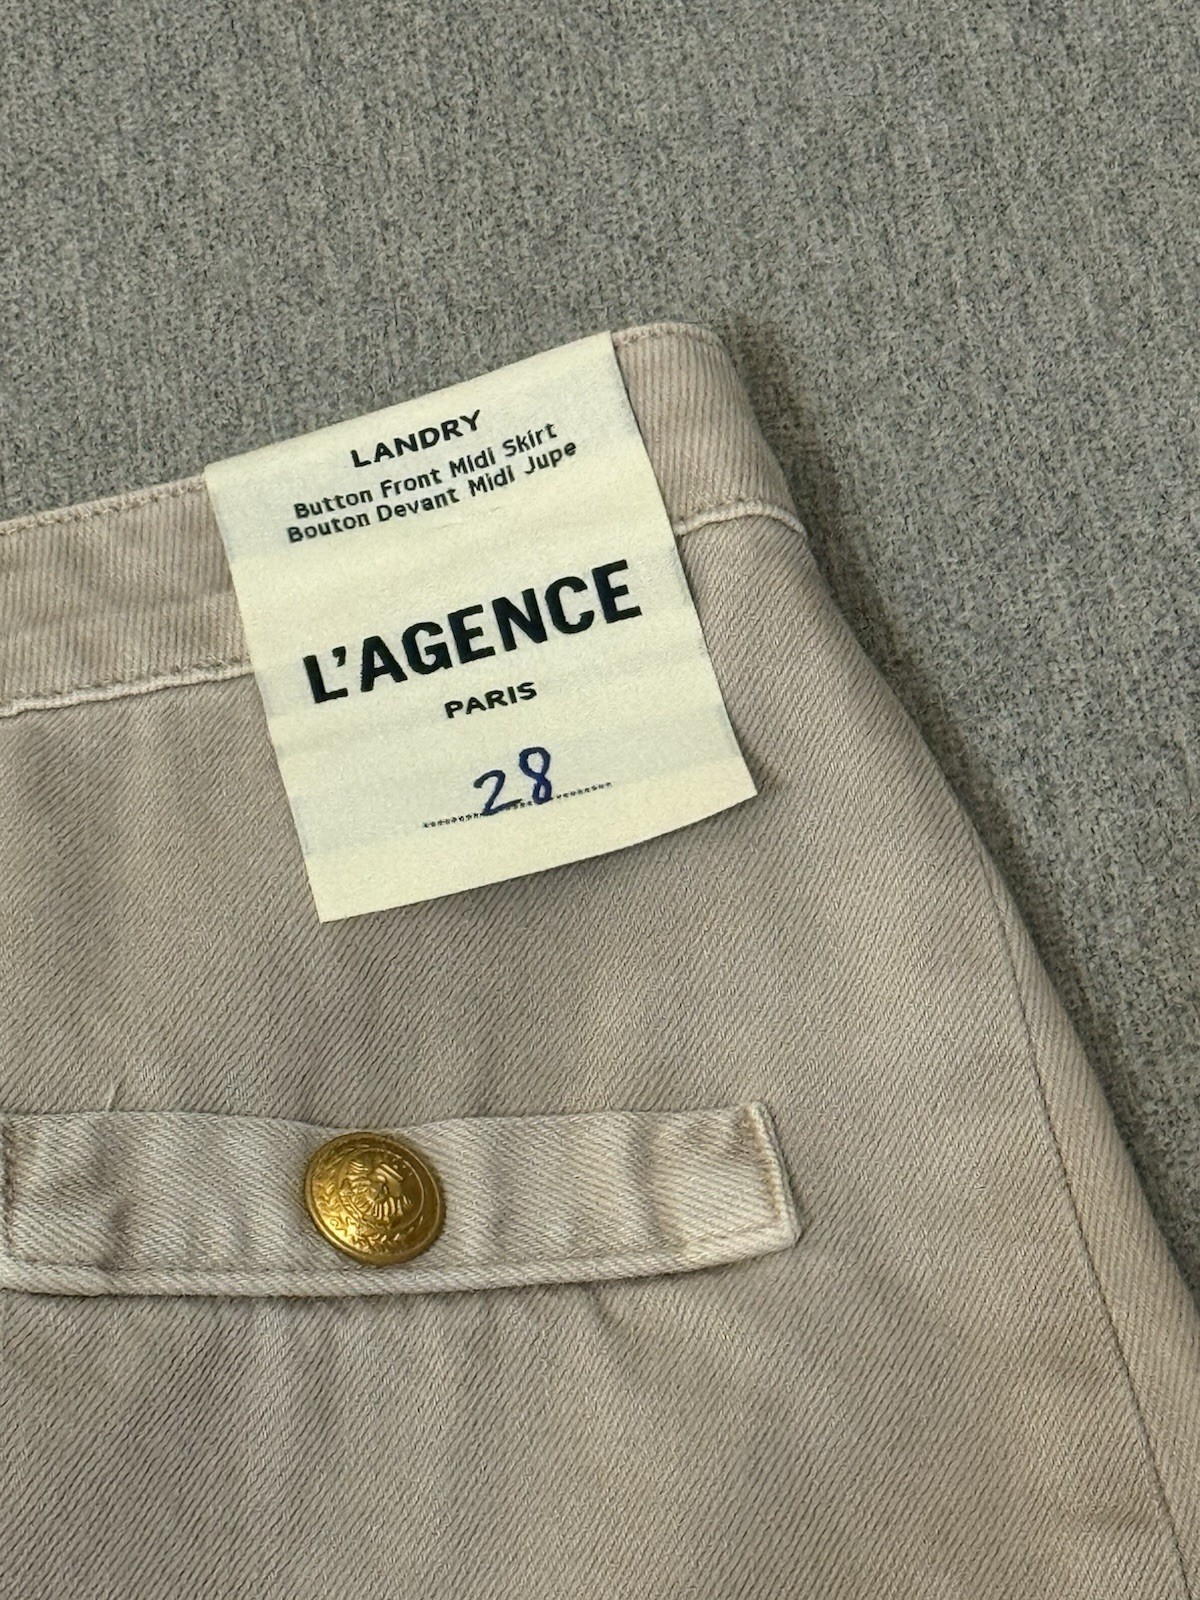 LANDRY
Button Front Midi Skirt
Bouton Devant Midi Jupe
L'AGENCE
PARIS
28